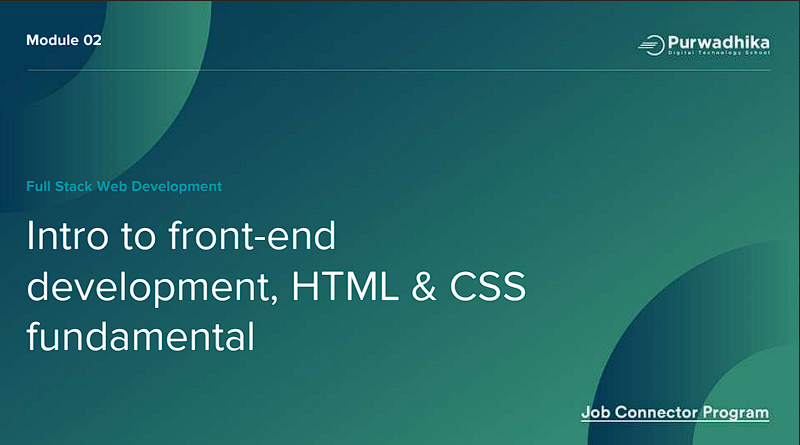 Module 02
Purwadhika
Digital Technology School
Full Stack Web Development
Intro to front-end
development, HTML & CSS
fundamental
Job Connector Program